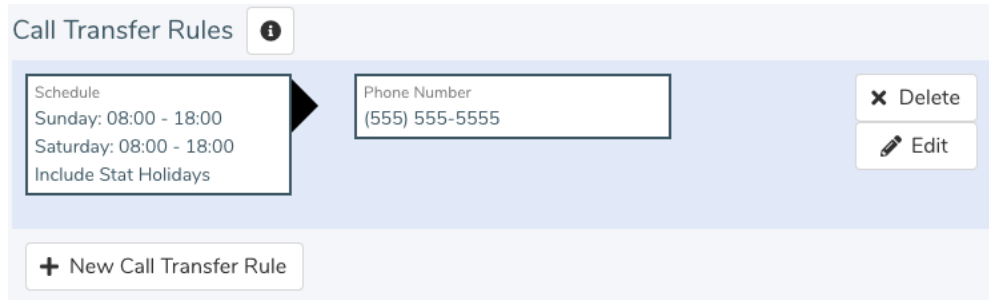 Call Transfer Rules
Schedule
Sunday: 08:00 - 18:00
Saturday: 08:00 - 18:00
Include Stat Holidays
Phone Number
(555) 555-5555
Delete
Edit
New Call Transfer Rule